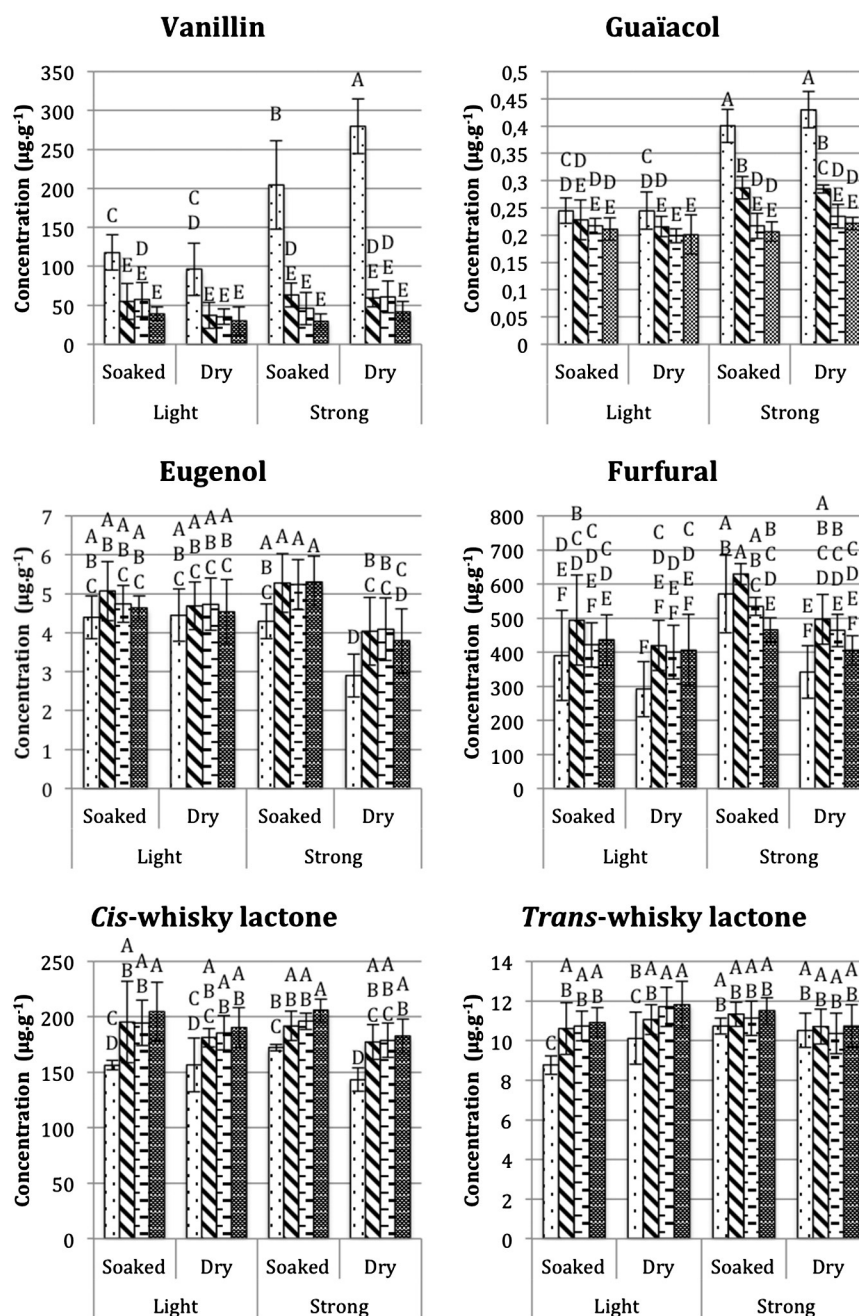 Vanillin
Concentration (µg.g⁻¹)
350
300
250
200
150
100
50
0
C
E
D
E
E
C
D
E
E
E
B
D
E
E
E
A
D
E
D
E
E
Soaked
Dry
Soaked
Dry
Light
Strong
Guaïacol
Concentration (µg.g⁻¹)
0,5
0,45
0,4
0,35
0,3
0,25
0,2
0,15
0,1
0,05
0
C
D
D
E
D
E
D
E
C
D
D
E
E
E
A
B
D
E
D
E
A
B
C
D
E
D
E
Soaked
Dry
Soaked
Dry
Light
Strong
Eugenol
Concentration (µg.g⁻¹)
7
6
5
4
3
2
1
0
A
B
C
A
B
A
B
C
A
B
C
A
B
C
A
B
C
A
B
C
A
B
C
A
B
C
A
A
A
D
B
C
B
C
C
D
Soaked
Dry
Soaked
Dry
Light
Strong
Furfural
Concentration (µg.g⁻¹)
800
700
600
500
400
300
200
100
0
D
E
F
B
C
D
C
D
E
F
C
D
E
F
C
D
E
F
D
E
F
C
D
E
F
A
B
A
A
B
C
B
C
D
E
E
F
A
B
C
D
B
C
D
E
C
D
E
F
Soaked
Dry
Soaked
Dry
Light
Strong
Cis-whisky lactone
Concentration (µg.g⁻¹)
250
200
150
100
50
0
C
D
A
B
A
B
A
C
D
A
B
C
A
B
A
B
B
C
A
B
A
B
A
D
A
B
C
A
B
C
A
B
Soaked
Dry
Soaked
Dry
Light
Strong
Trans-whisky lactone
Concentration (µg.g⁻¹)
14
12
10
8
6
4
2
0
C
A
B
A
B
A
B
B
C
A
B
A
A
A
B
A
B
A
B
A
B
A
B
A
B
A
B
A
B
Soaked
Dry
Soaked
Dry
Light
Strong